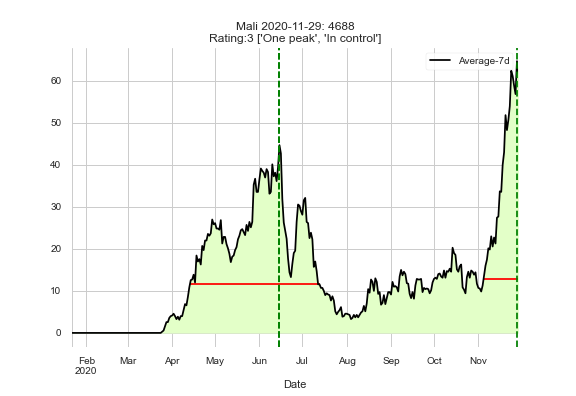 Mali 2020-11-29: 4688
Rating:3 ['One peak', 'In control']
Average-7d
60
50
40
30
20
10
0
Feb Mar Apr May Jun Jul Aug Sep Oct Nov
2020
Date